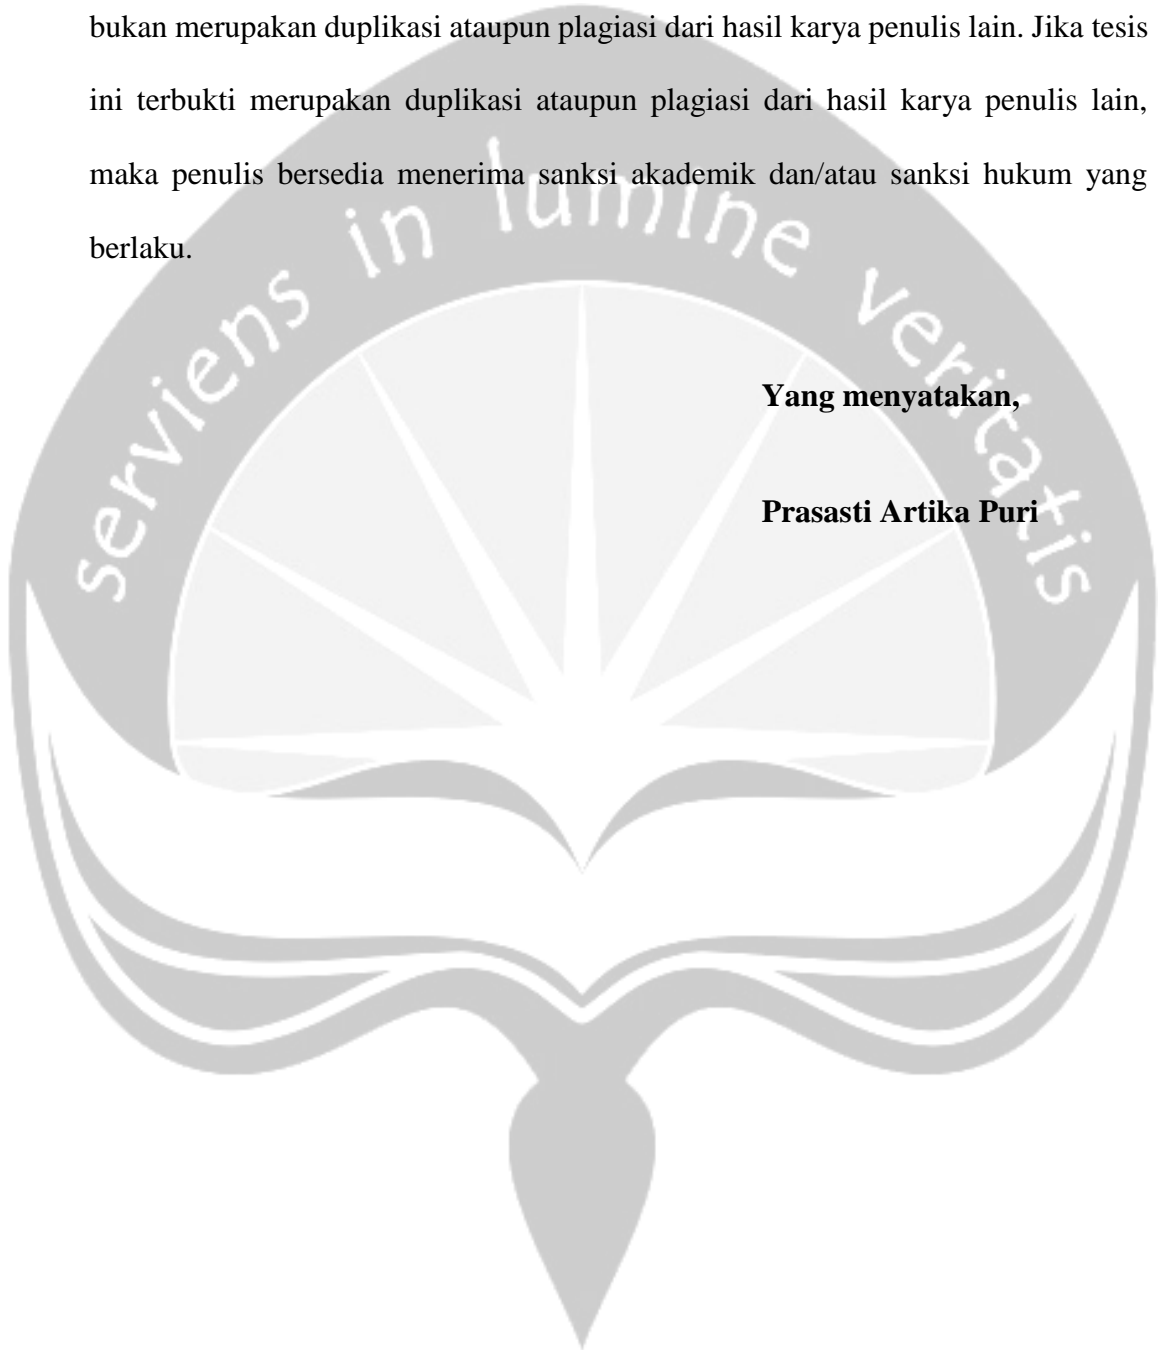 bukan merupakan duplikasi ataupun plagiasi dari hasil karya penulis lain. Jika tesis
ini terbukti merupakan duplikasi ataupun plagiasi dari hasil karya penulis lain,
maka penulis bersedia menerima sanksi akademik dan/atau sanksi hukum yang
berlaku.
serviens in lumine veritatis
Yang menyatakan,
Prasasti Artika Puri